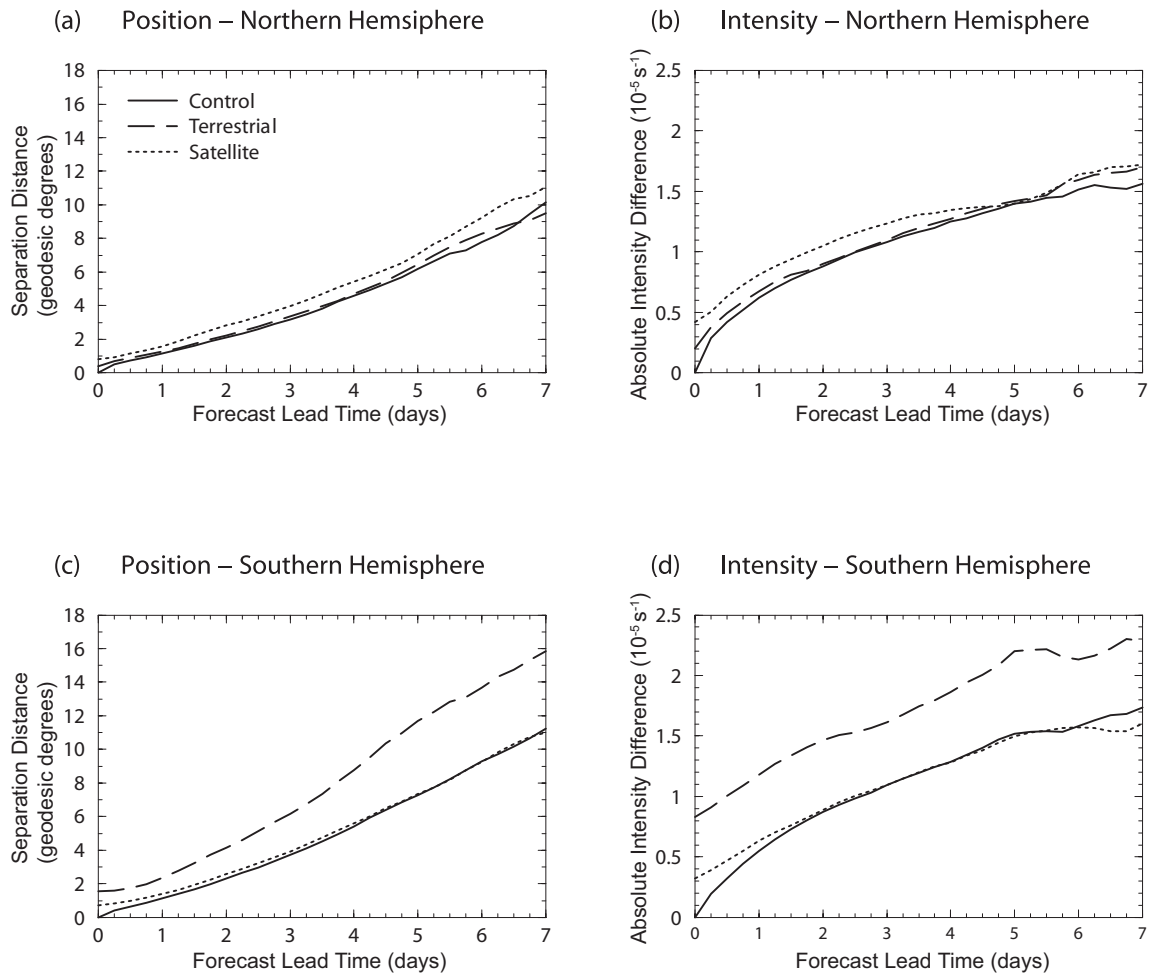 (a) Position – Northern Hemsiphere
18
16
14
12
10
8
6
4
2
0
Separation Distance
(geodesic degrees)
Control
Terrestrial
Satellite
0 1 2 3 4 5 6 7
Forecast Lead Time (days)
(b) Intensity – Northern Hemisphere
2.5
2
1.5
1
0.5
0
Absolute Intensity Difference (10⁻⁵ s⁻¹)
0 1 2 3 4 5 6 7
Forecast Lead Time (days)
(c) Position – Southern Hemisphere
18
16
14
12
10
8
6
4
2
0
Separation Distance
(geodesic degrees)
0 1 2 3 4 5 6 7
Forecast Lead Time (days)
(d) Intensity – Southern Hemisphere
2.5
2
1.5
1
0.5
0
Absolute Intensity Difference (10⁻⁵ s⁻¹)
0 1 2 3 4 5 6 7
Forecast Lead Time (days)